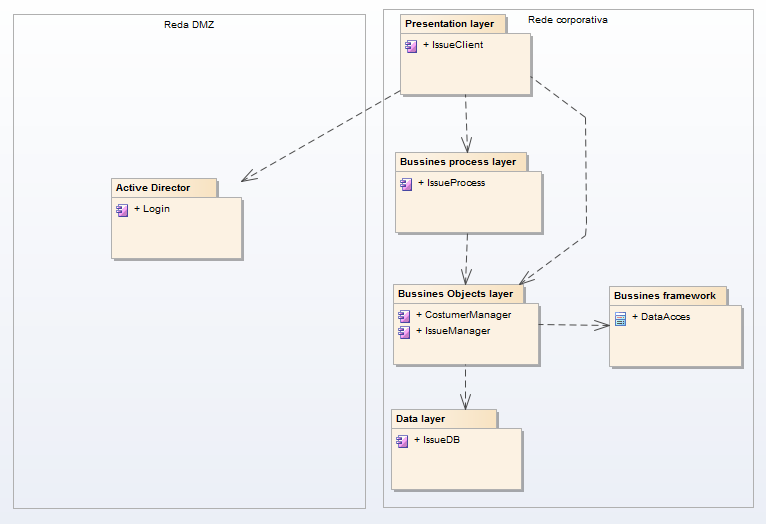 Reda DMZ
Rede corporativa
Presentation layer
+ IssueClient
Bussines process layer
+ IssueProcess
Active Director
+ Login
Bussines Objects layer
+ CostumerManager
+ IssueManager
Bussines framework
+ DataAcces
Data layer
+ IssueDB